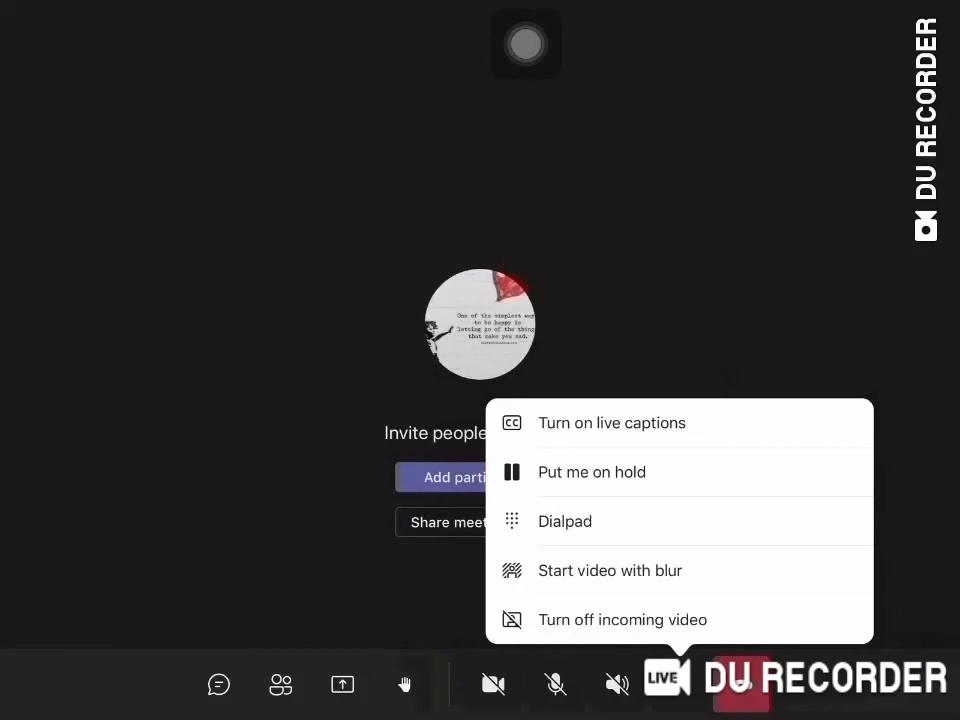 DU RECORDER
One of the simplest way
to be happy is
letting go of the thing
that make you sad.
Invite people
Add parti
Share meet
Turn on live captions
Put me on hold
Dialpad
Start video with blur
Turn off incoming video
LIVE DU RECORDER